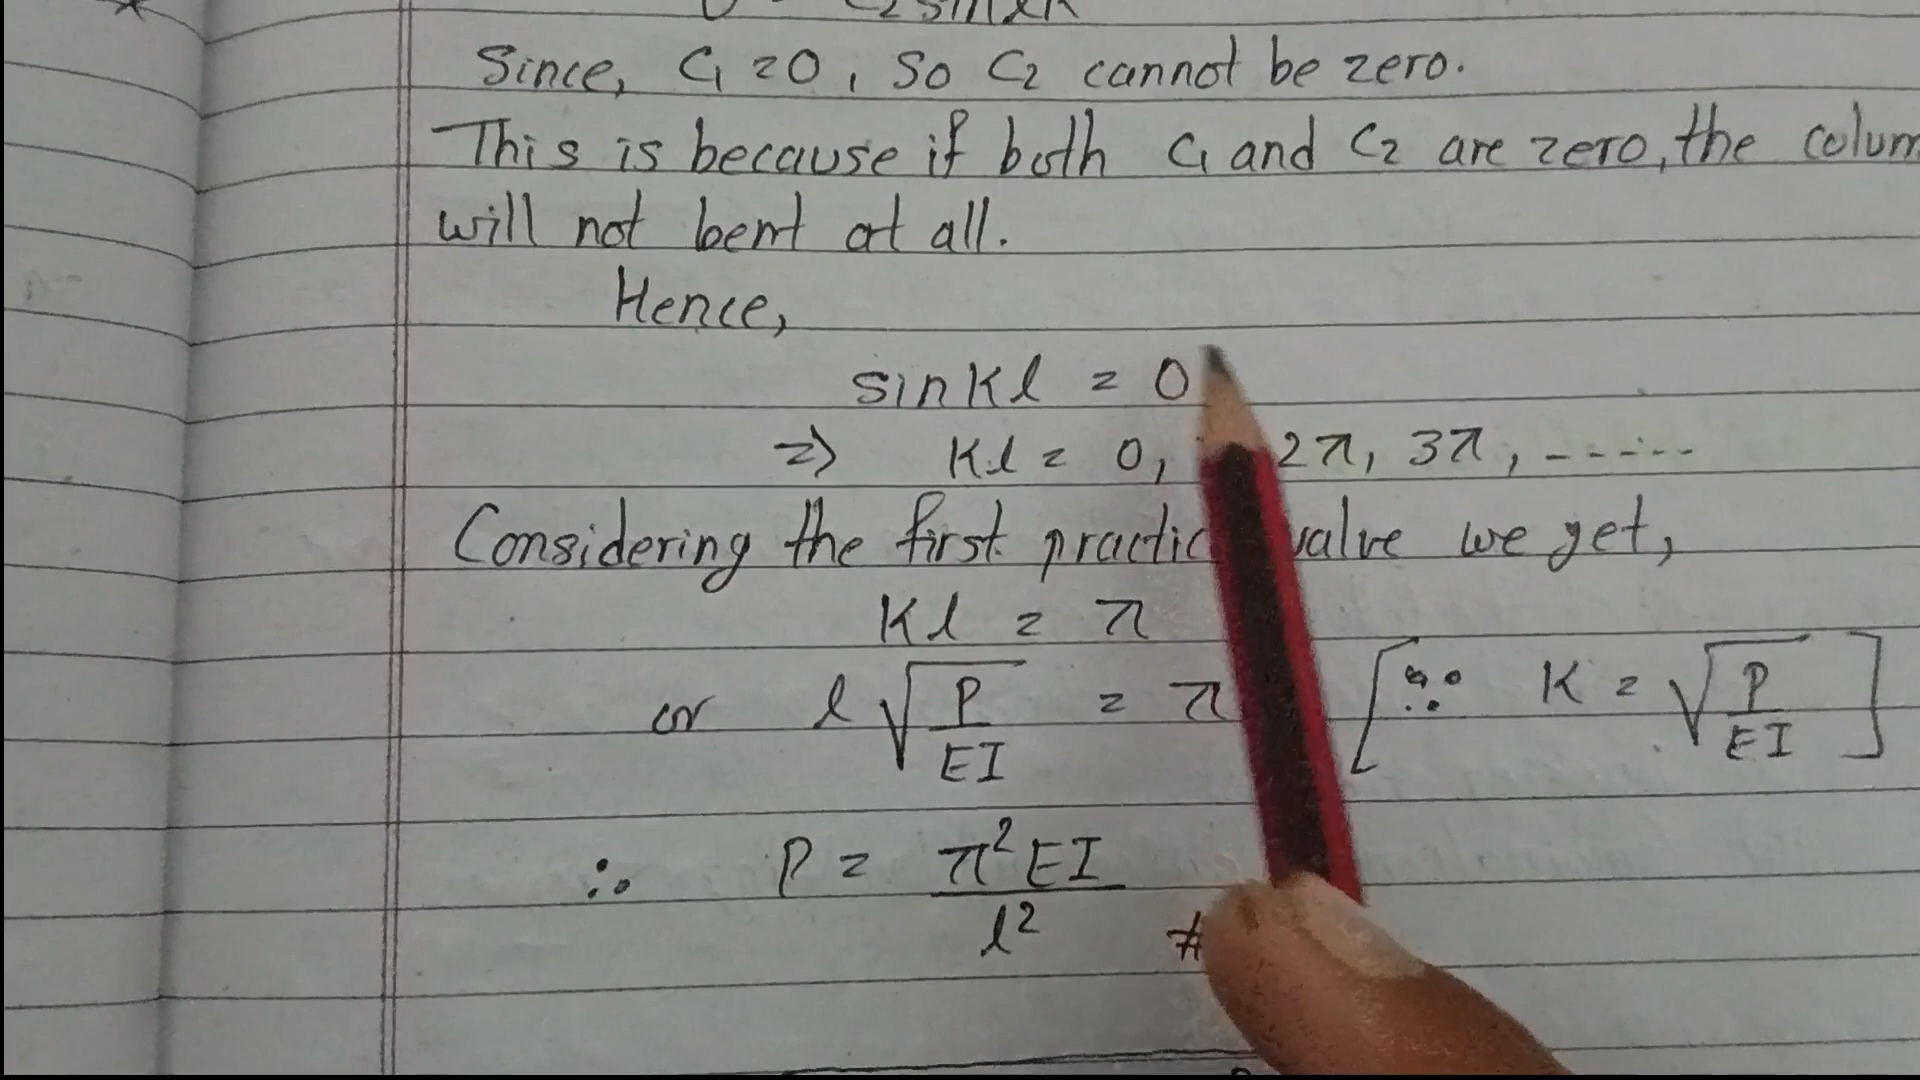 Since, C1 = 0, So C2 cannot be zero.
This is because if both C1 and C2 are zero, the colum
will not bent at all.
Hence,
sinKl = 0
=> Kl = 0, 2π, 3π, -----
Considering the first practic value we get,
Kl = π
or l√(P/EI) = π [∵ K = √(P/EI)]
∴ P = π²EI/l² #